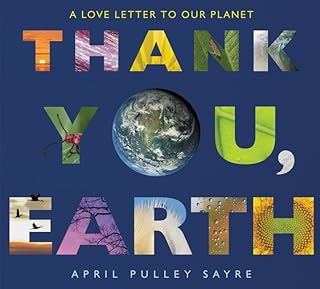 A LOVE LETTER TO OUR PLANET
THANK
YOU,
EARTH
APRIL PULLEY SAYRE